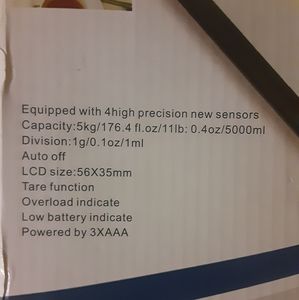 Equipped with 4high precision new sensors
Capacity:5kg/176.4 fl.oz/11lb: 0.4oz/5000ml
Division:1g/0.1oz/1ml
Auto off
LCD size:56X35mm
Tare function
Overload indicate
Low battery indicate
Powered by 3XAAA